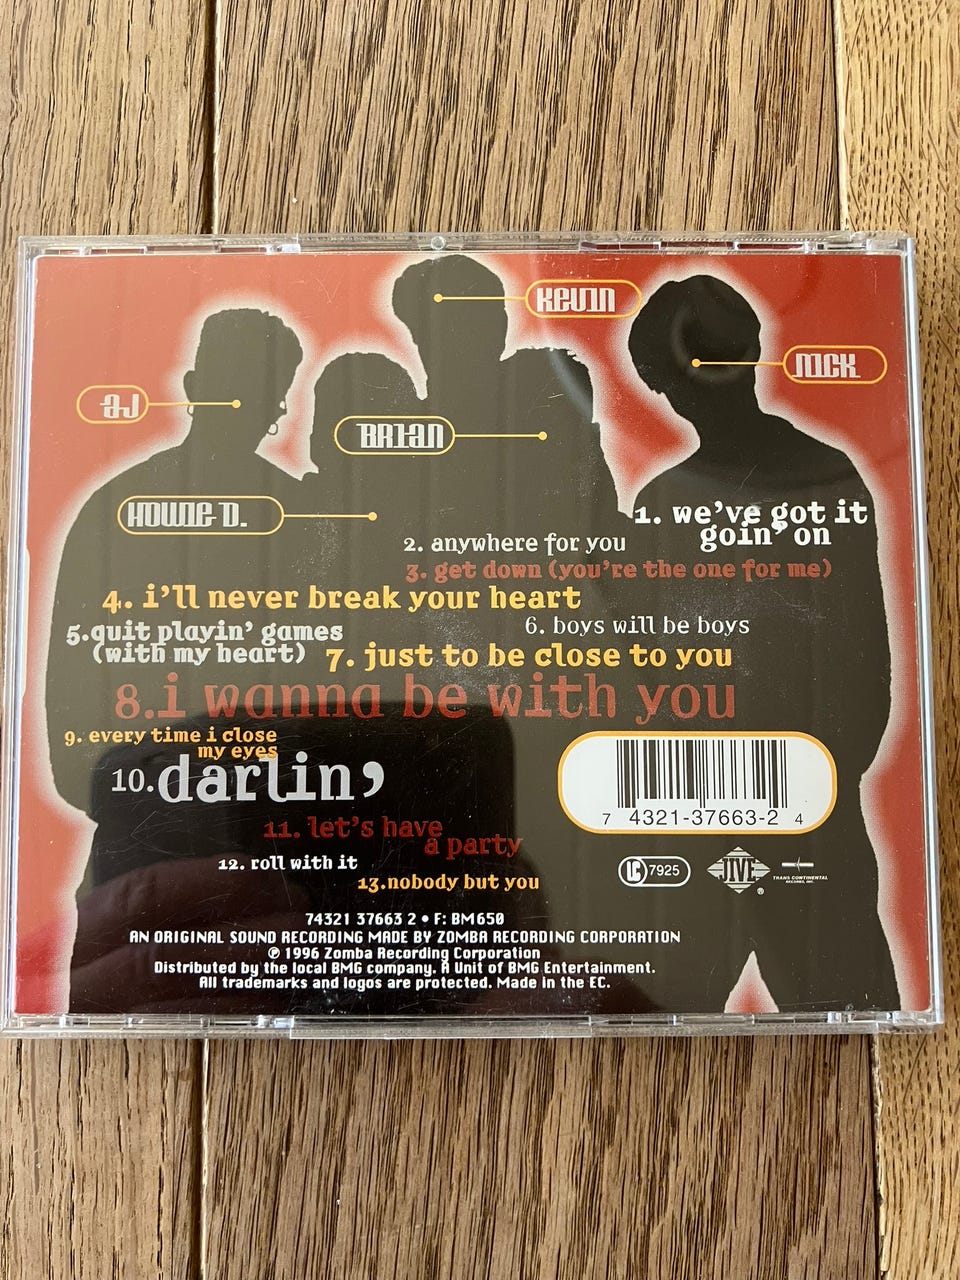 KEVIN
NICK
AJ
BRIAN
HOWIE D.
1. we've got it
goin' on
2. anywhere for you
3. get down (you're the one for me)
4. i'll never break your heart
5.quit playin' games
(with my heart)
6. boys will be boys
7. just to be close to you
8.i wanna be with you
9. every time i close
my eyes
10.darlin'
11. let's have
a party
12. roll with it
13.nobody but you
7 4321-37663-2 4
LC 7925
JIVE ®
TRANS CONTINENTAL
RECORDS, INC.
74321 37663 2 • F: BM650
AN ORIGINAL SOUND RECORDING MADE BY ZOMBA RECORDING CORPORATION
℗ 1996 Zomba Recording Corporation
Distributed by the local BMG company. A Unit of BMG Entertainment.
All trademarks and logos are protected. Made in the EC.